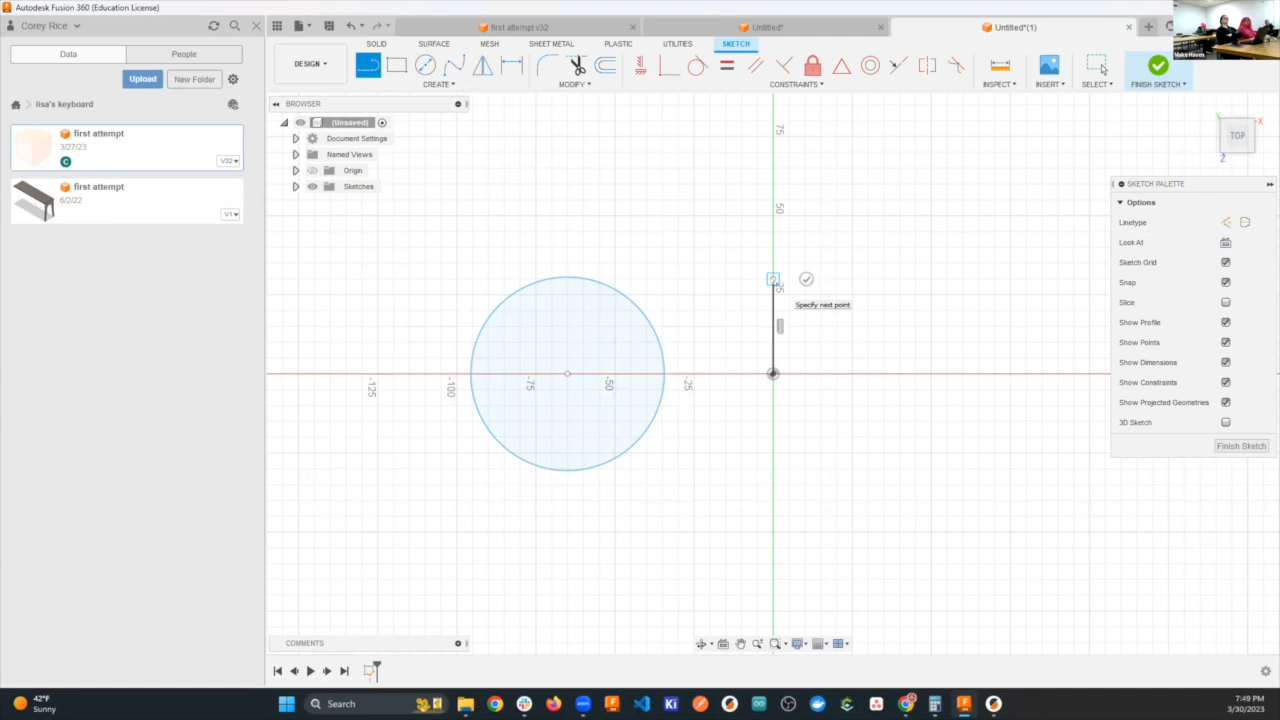 Autodesk Fusion 360 (Education License)
Corey Rice
first attempt v32
Untitled*
Untitled*(1)
Data
People
Upload
New Folder
lisa's keyboard
first attempt
3/27/23
C
V32
first attempt
6/2/22
V1
DESIGN
SOLID
SURFACE
MESH
SHEET METAL
PLASTIC
UTILITIES
SKETCH
CREATE
MODIFY
CONSTRAINTS
INSPECT
INSERT
SELECT
FINISH SKETCH
Make Haven
BROWSER
(Unsaved)
Document Settings
Named Views
Origin
Sketches
75
50
25
-125
-100
-75
-50
-25
Specify next point
TOP
X
Y
Z
SKETCH PALETTE
Options
Linetype
Look At
Sketch Grid
Snap
Slice
Show Profile
Show Points
Show Dimensions
Show Constraints
Show Projected Geometries
3D Sketch
Finish Sketch
COMMENTS
42°F
Sunny
Search
Ki
7:49 PM
3/30/2023